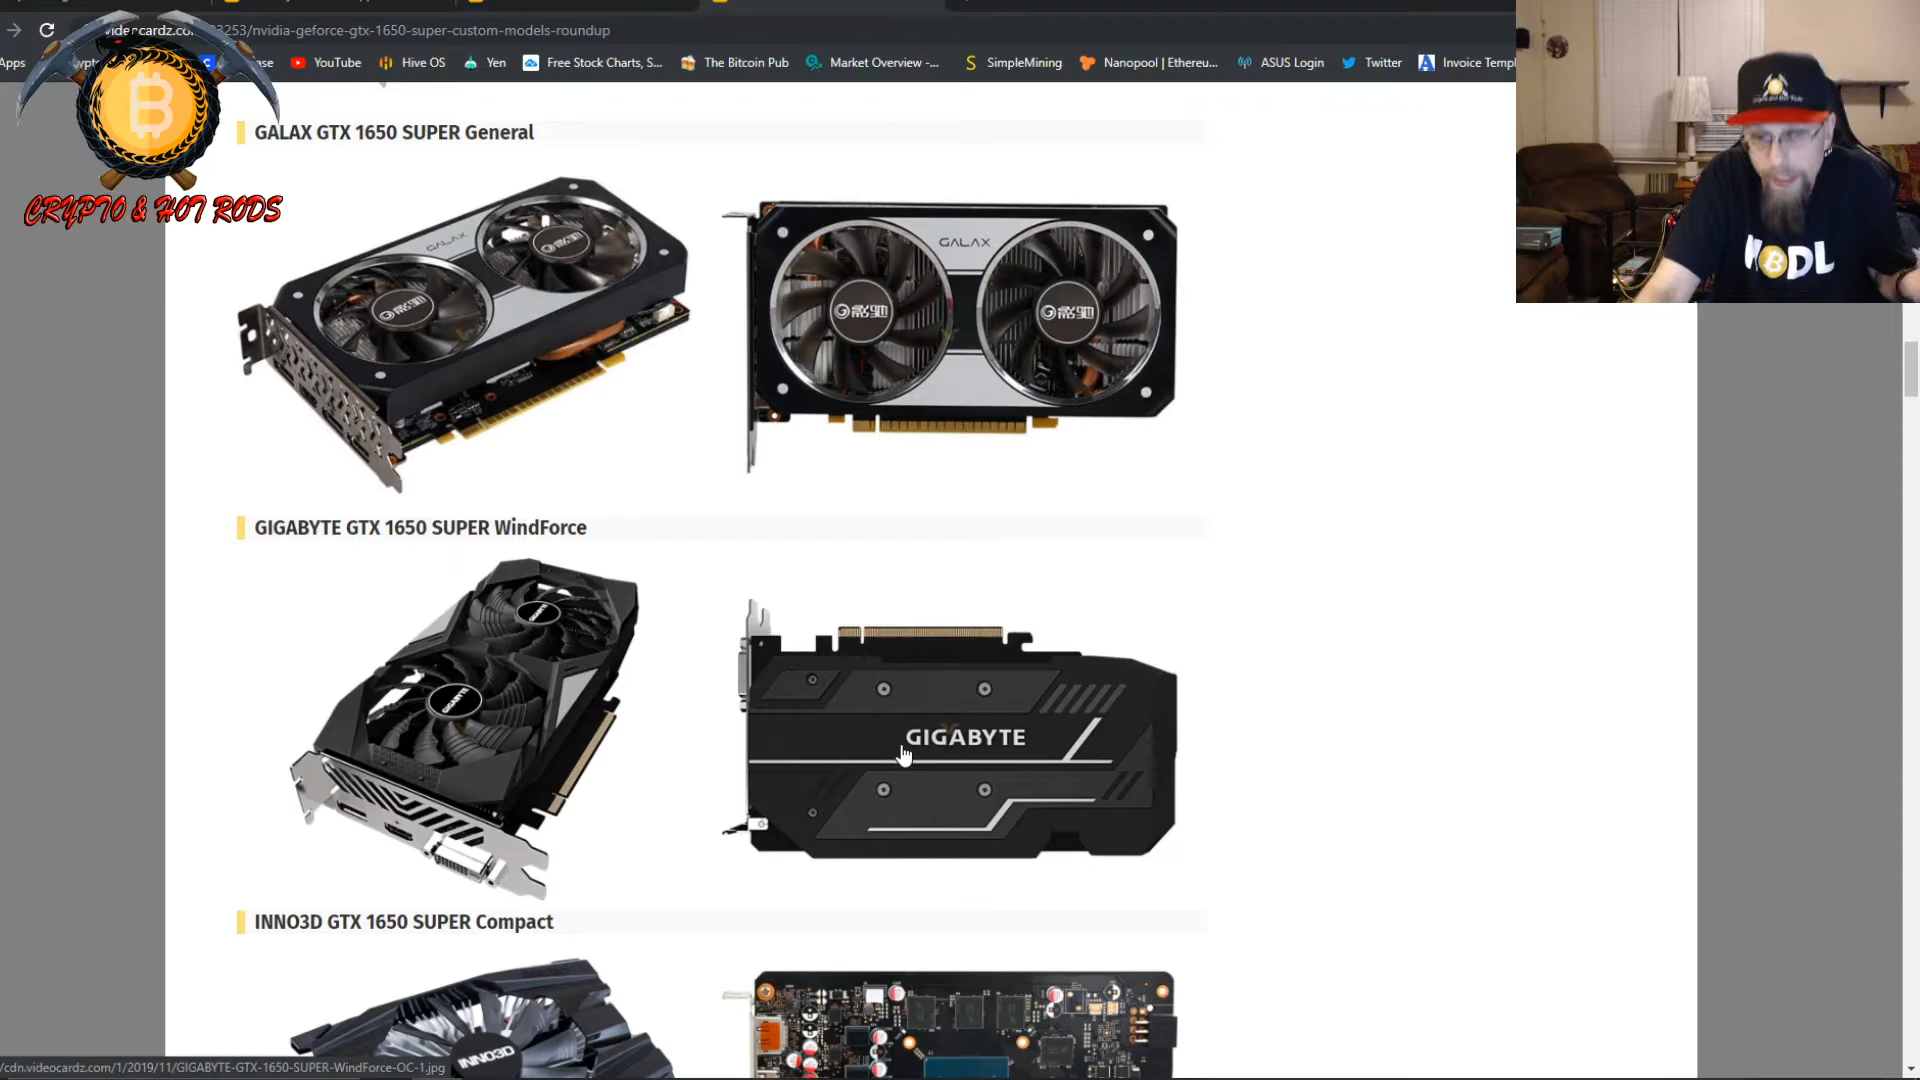 videocardz.co 3253/nvidia-geforce-gtx-1650-super-custom-models-roundup
Apps
YouTube
Hive OS
Yen
Free Stock Charts, S...
The Bitcoin Pub
Market Overview -...
SimpleMining
Nanopool | Ethereu...
ASUS Login
Twitter
Invoice Templ
CRYPTO & HOT RODS
HODL
GALAX GTX 1650 SUPER General
GALAX
GALAX
GIGABYTE GTX 1650 SUPER WindForce
GIGABYTE
GIGABYTE
GIGABYTE
INNO3D GTX 1650 SUPER Compact
INNO3D
/cdn.videocardz.com/1/2019/11/GIGABYTE-GTX-1650-SUPER-WindForce-OC-1.jpg